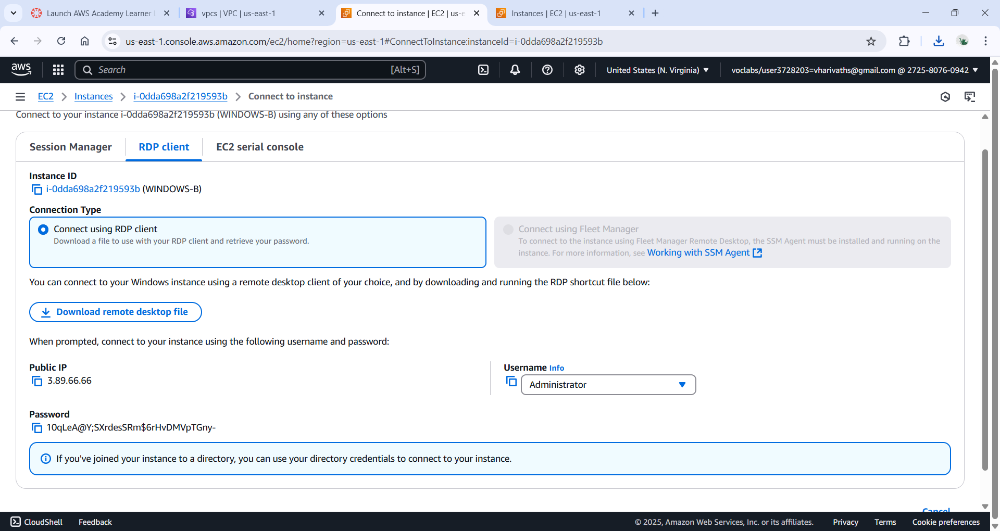 Launch AWS Academy Learner L
vpcs | VPC | us-east-1
Connect to instance | EC2 | us-e
Instances | EC2 | us-east-1
us-east-1.console.aws.amazon.com/ec2/home?region=us-east-1#ConnectToInstance:instanceId=i-0dda698a2f219593b
aws
Search
[Alt+S]
United States (N. Virginia)
voclabs/user3728203=vharivaths@gmail.com @ 2725-8076-0942
EC2
Instances
i-0dda698a2f219593b
Connect to instance
Connect to your instance i-0dda698a2f219593b (WINDOWS-B) using any of these options
Session Manager
RDP client
EC2 serial console
Instance ID
i-0dda698a2f219593b (WINDOWS-B)
Connection Type
Connect using RDP client
Download a file to use with your RDP client and retrieve your password.
Connect using Fleet Manager
To connect to the instance using Fleet Manager Remote Desktop, the SSM Agent must be installed and running on the
instance. For more information, see Working with SSM Agent
You can connect to your Windows instance using a remote desktop client of your choice, and by downloading and running the RDP shortcut file below:
Download remote desktop file
When prompted, connect to your instance using the following username and password:
Public IP
3.89.66.66
Username Info
Administrator
Password
10qLeA@Y;SXrdesSRm$6rHvDMVpTGny-
If you've joined your instance to a directory, you can use your directory credentials to connect to your instance.
Cancel
CloudShell
Feedback
© 2025, Amazon Web Services, Inc. or its affiliates.
Privacy
Terms
Cookie preferences